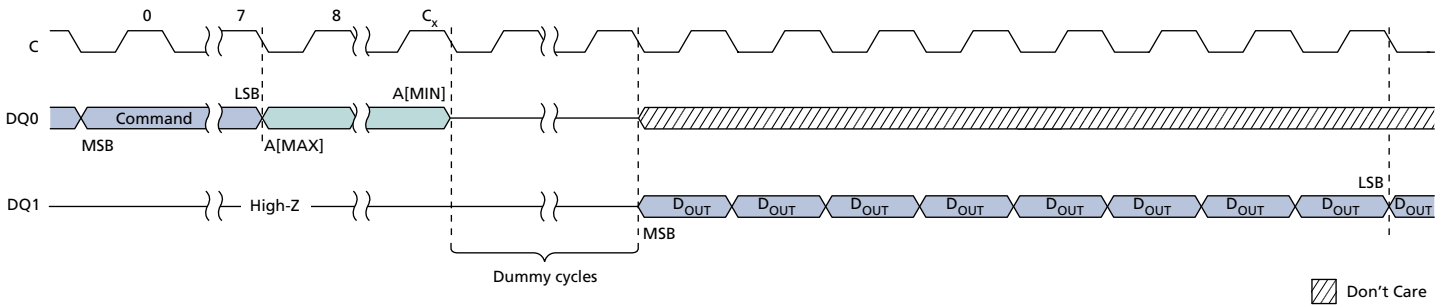 0 7 8 Cx
C
LSB A[MIN]
DQ0 Command
MSB A[MAX]
LSB
DQ1 High-Z DOUT DOUT DOUT DOUT DOUT DOUT DOUT DOUT DOUT
MSB
Dummy cycles
Don't Care